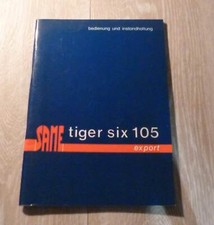 bedienung und instandhaltung
SAME tiger six 105
export